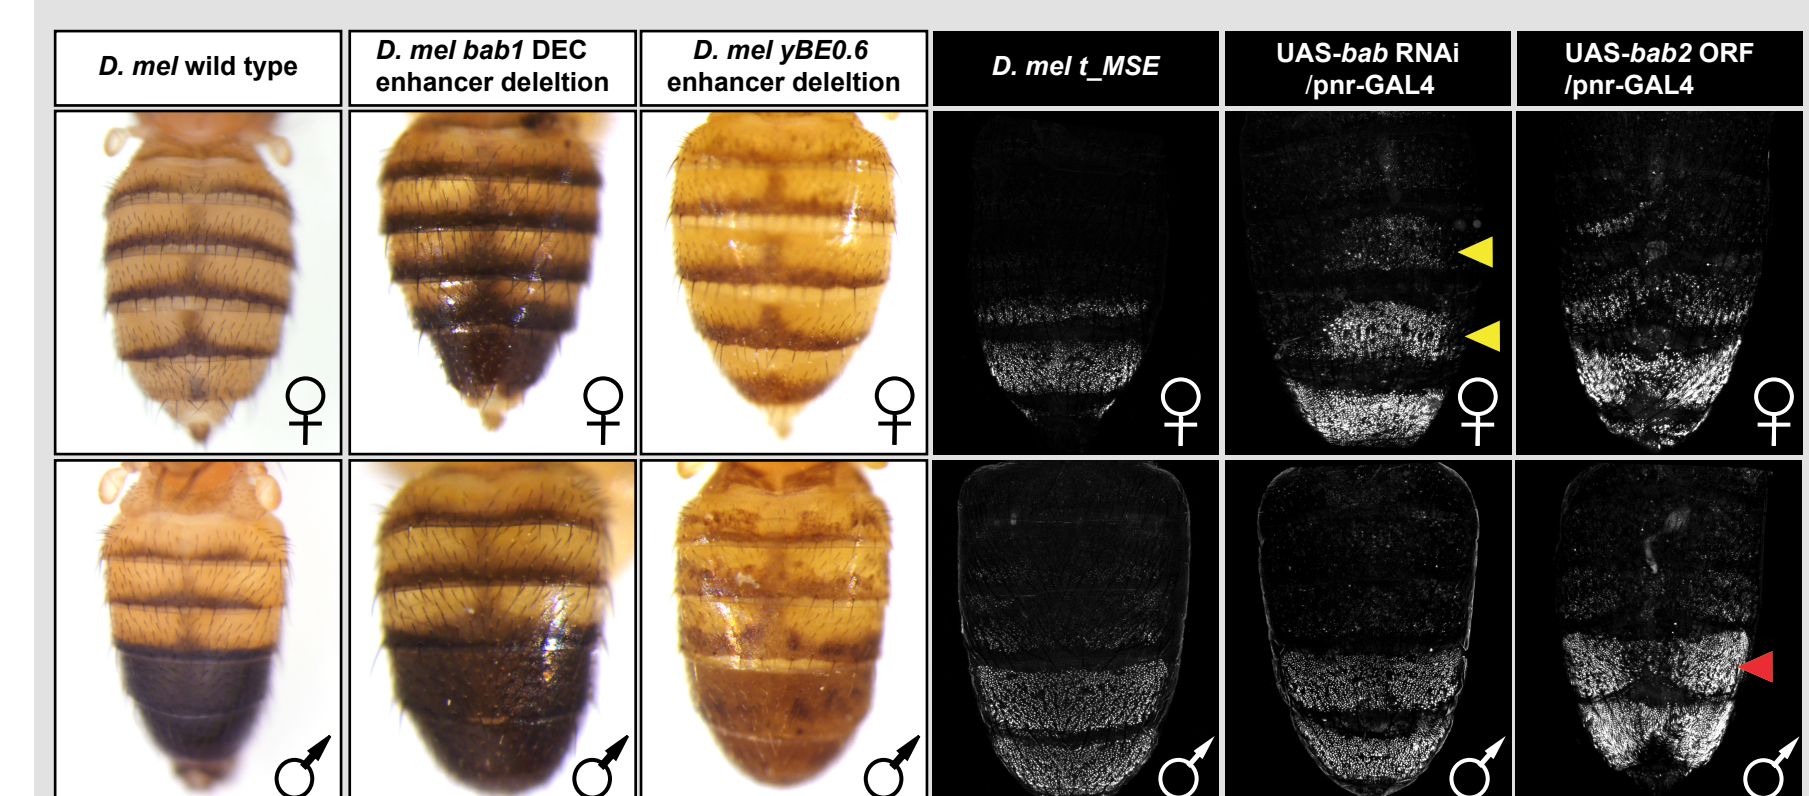 D. mel wild type
D. mel bab1 DEC
enhancer deleltion
D. mel yBE0.6
enhancer deleltion
D. mel t_MSE
UAS-bab RNAi
/pnr-GAL4
UAS-bab2 ORF
/pnr-GAL4